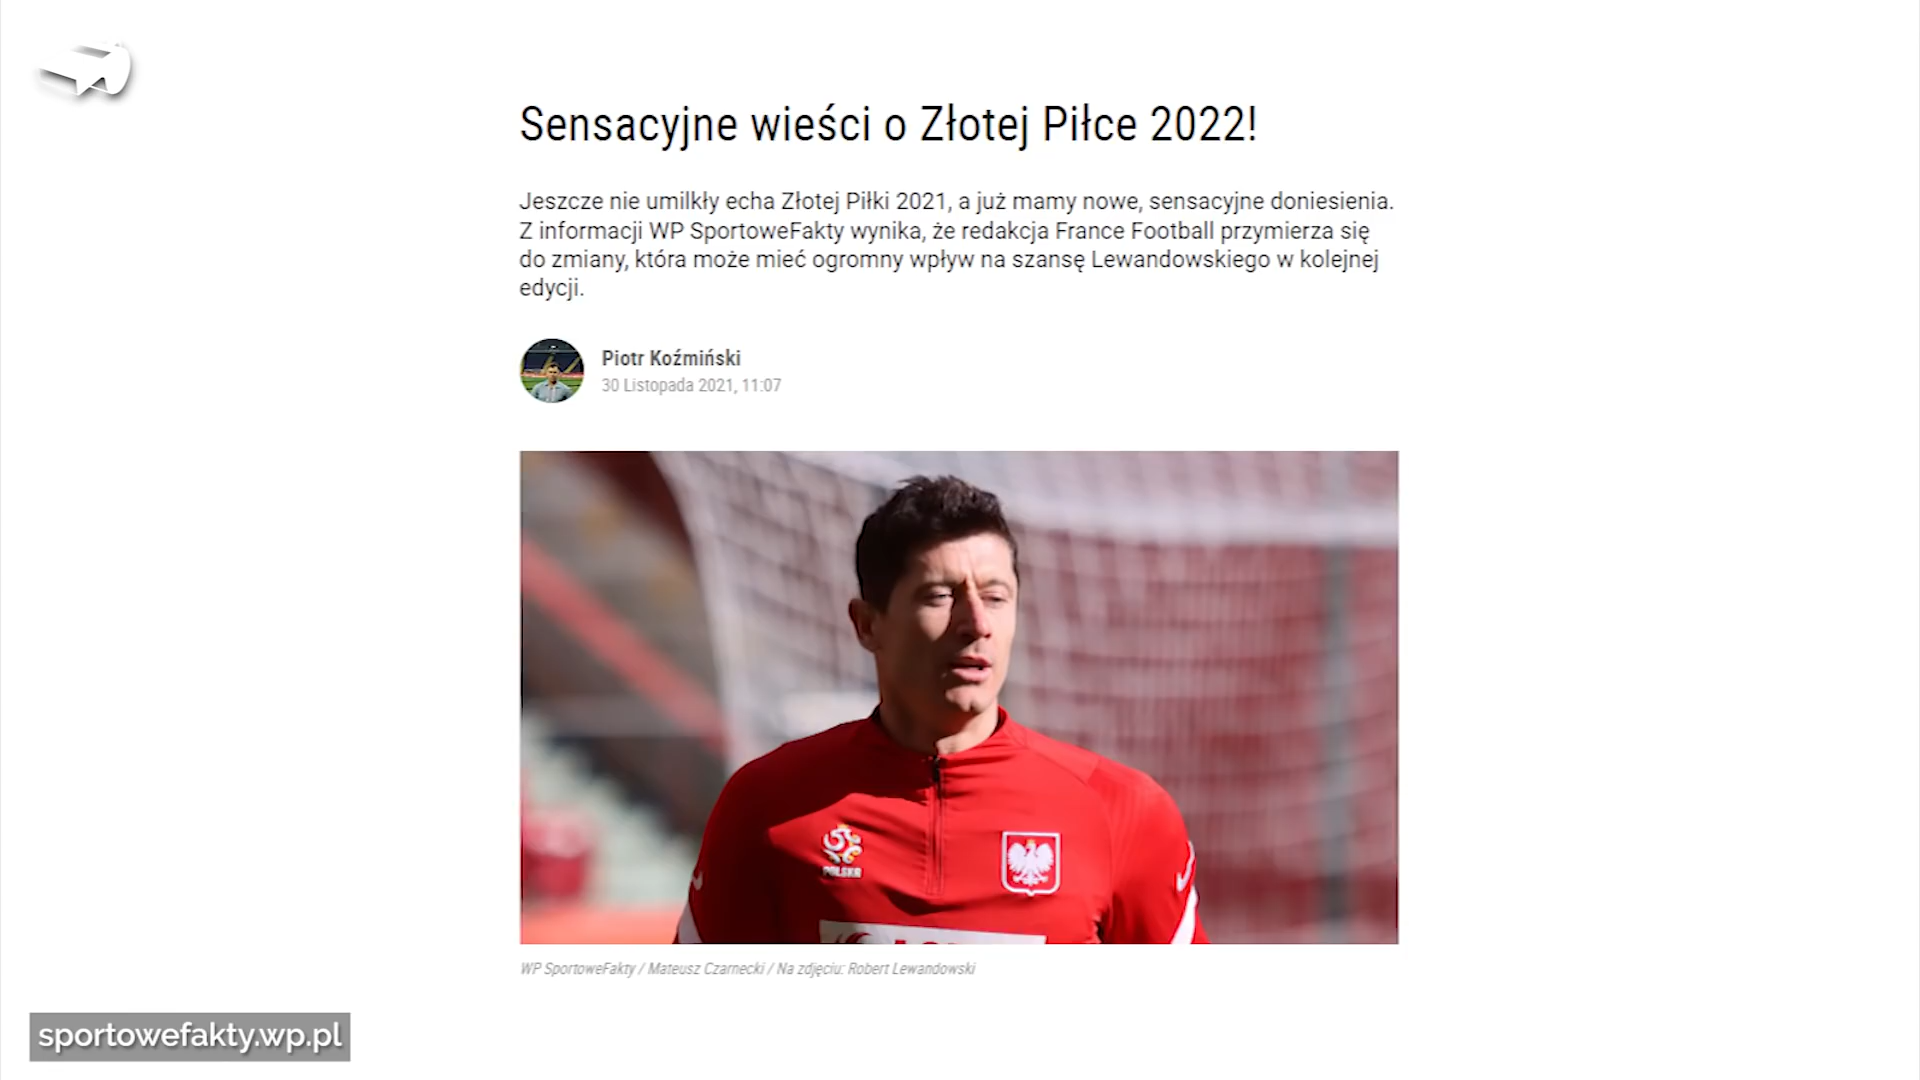 Sensacyjne wieści o Złotej Piłce 2022!
Jeszcze nie umilkły echa Złotej Piłki 2021, a już mamy nowe, sensacyjne doniesienia.
Z informacji WP SportoweFakty wynika, że redakcja France Football przymierza się
do zmiany, która może mieć ogromny wpływ na szansę Lewandowskiego w kolejnej
edycji.
Piotr Koźmiński
30 Listopada 2021, 11:07
POLSKA
WP SportoweFakty / Mateusz Czarnecki / Na zdjęciu: Robert Lewandowski
sportowefakty.wp.pl